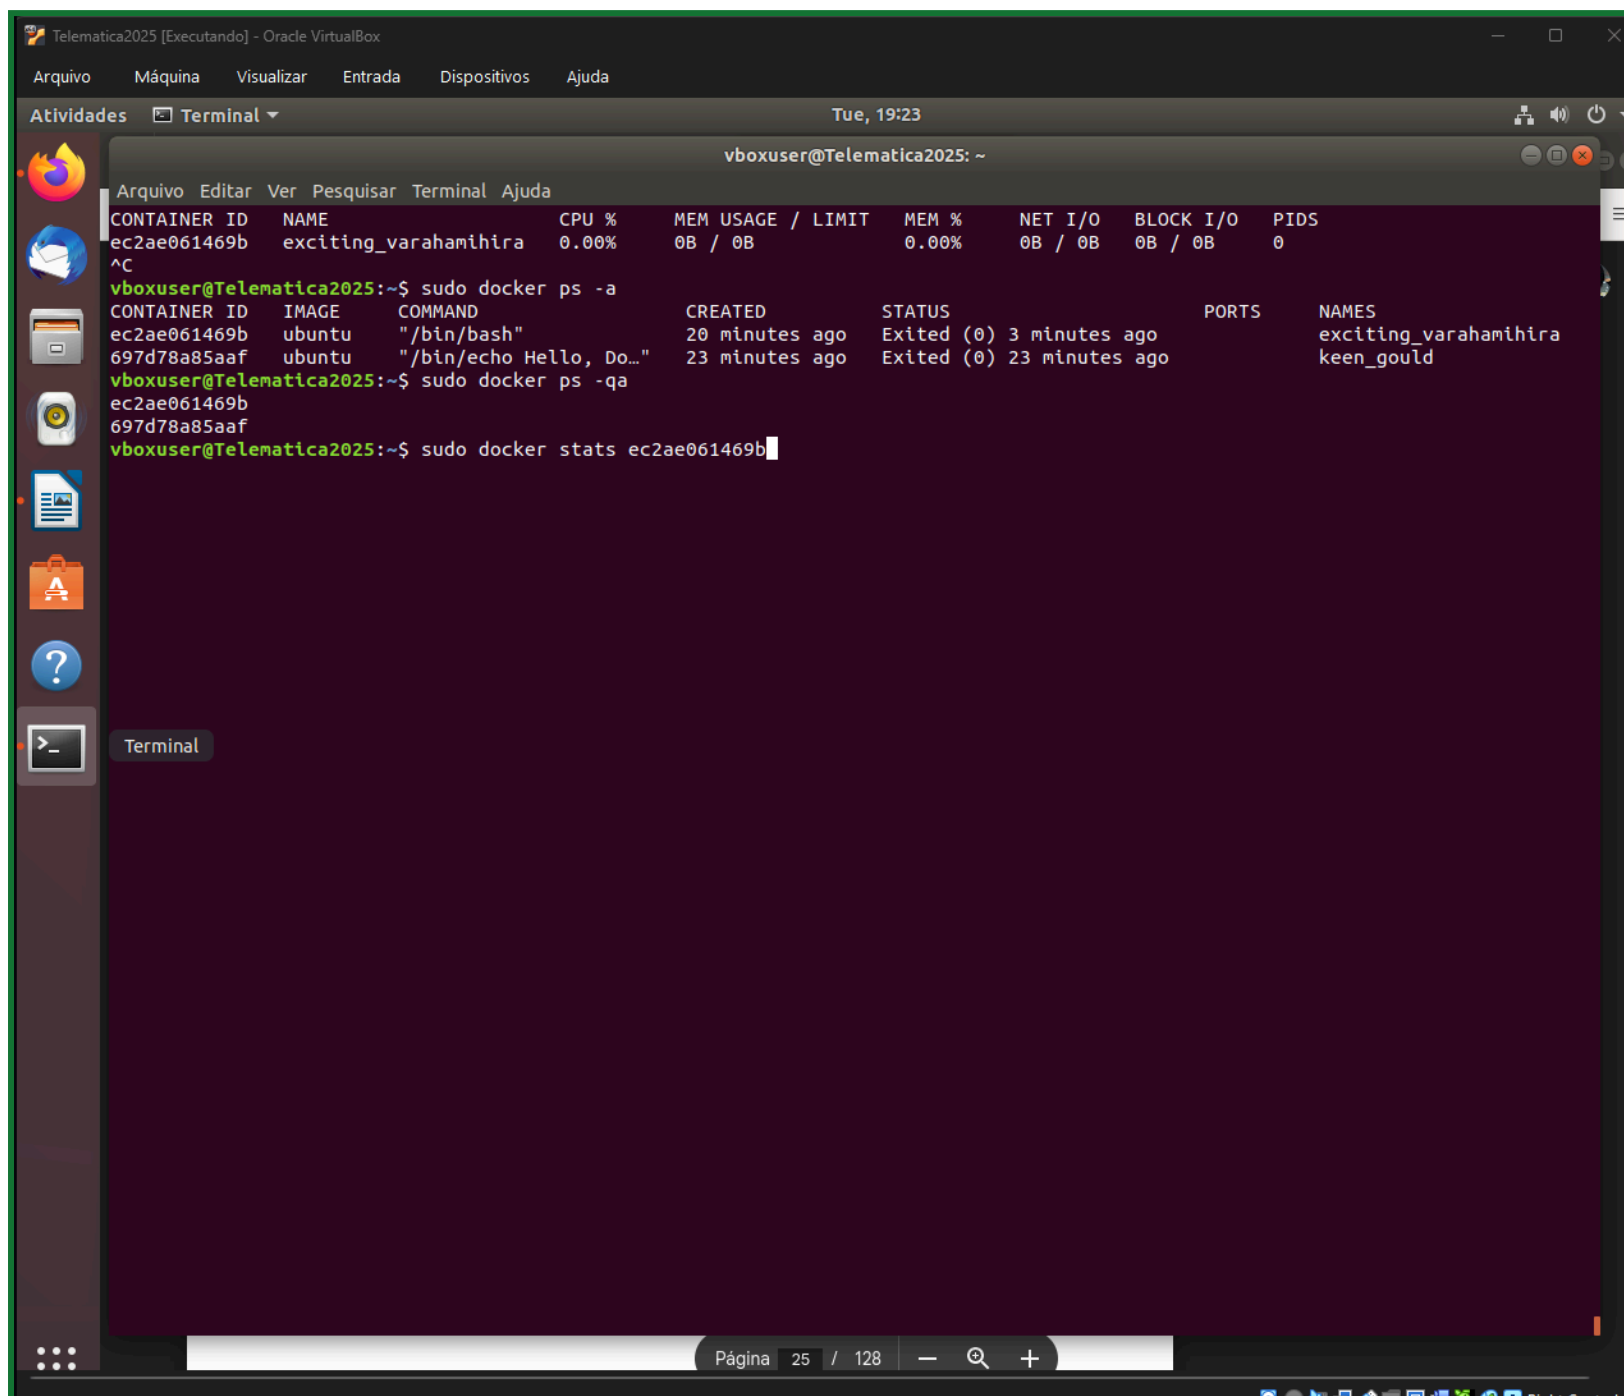 Telematica2025 [Executando] - Oracle VirtualBox
Arquivo Máquina Visualizar Entrada Dispositivos Ajuda
Atividades Terminal Tue, 19:23
vboxuser@Telematica2025: ~
Arquivo Editar Ver Pesquisar Terminal Ajuda
CONTAINER ID NAME CPU % MEM USAGE / LIMIT MEM % NET I/O BLOCK I/O PIDS
ec2ae061469b exciting_varahamihira 0.00% 0B / 0B 0.00% 0B / 0B 0B / 0B 0
^C
vboxuser@Telematica2025:~$ sudo docker ps -a
CONTAINER ID IMAGE COMMAND CREATED STATUS PORTS NAMES
ec2ae061469b ubuntu "/bin/bash" 20 minutes ago Exited (0) 3 minutes ago exciting_varahamihira
697d78a85aaf ubuntu "/bin/echo Hello, Do…" 23 minutes ago Exited (0) 23 minutes ago keen_gould
vboxuser@Telematica2025:~$ sudo docker ps -qa
ec2ae061469b
697d78a85aaf
vboxuser@Telematica2025:~$ sudo docker stats ec2ae061469b
Terminal
Página 25 / 128